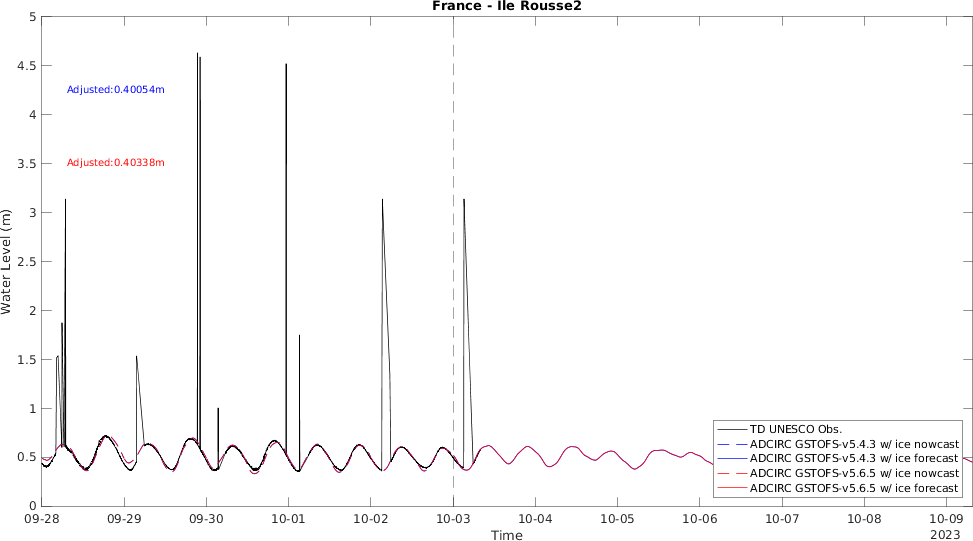 France - Ile Rousse2
5
4.5
4
3.5
3
2.5
2
1.5
1
0.5
0
Water Level (m)
Adjusted:0.40054m
Adjusted:0.40338m
TD UNESCO Obs.
ADCIRC GSTOFS-v5.4.3 w/ ice nowcast
ADCIRC GSTOFS-v5.4.3 w/ ice forecast
ADCIRC GSTOFS-v5.6.5 w/ ice nowcast
ADCIRC GSTOFS-v5.6.5 w/ ice forecast
09-28 09-29 09-30 10-01 10-02 10-03 10-04 10-05 10-06 10-07 10-08 10-09
2023
Time